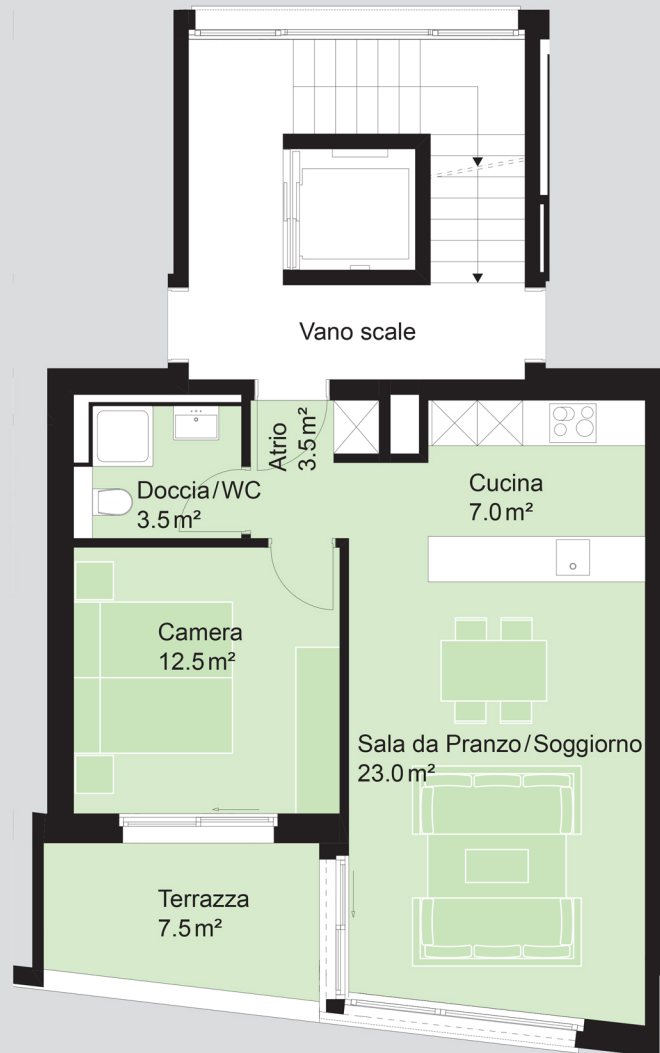 Vano scale
Atrio
3.5 m²
Doccia/WC
3.5 m²
Cucina
7.0 m²
Camera
12.5 m²
Sala da Pranzo/Soggiorno
23.0 m²
Terrazza
7.5 m²